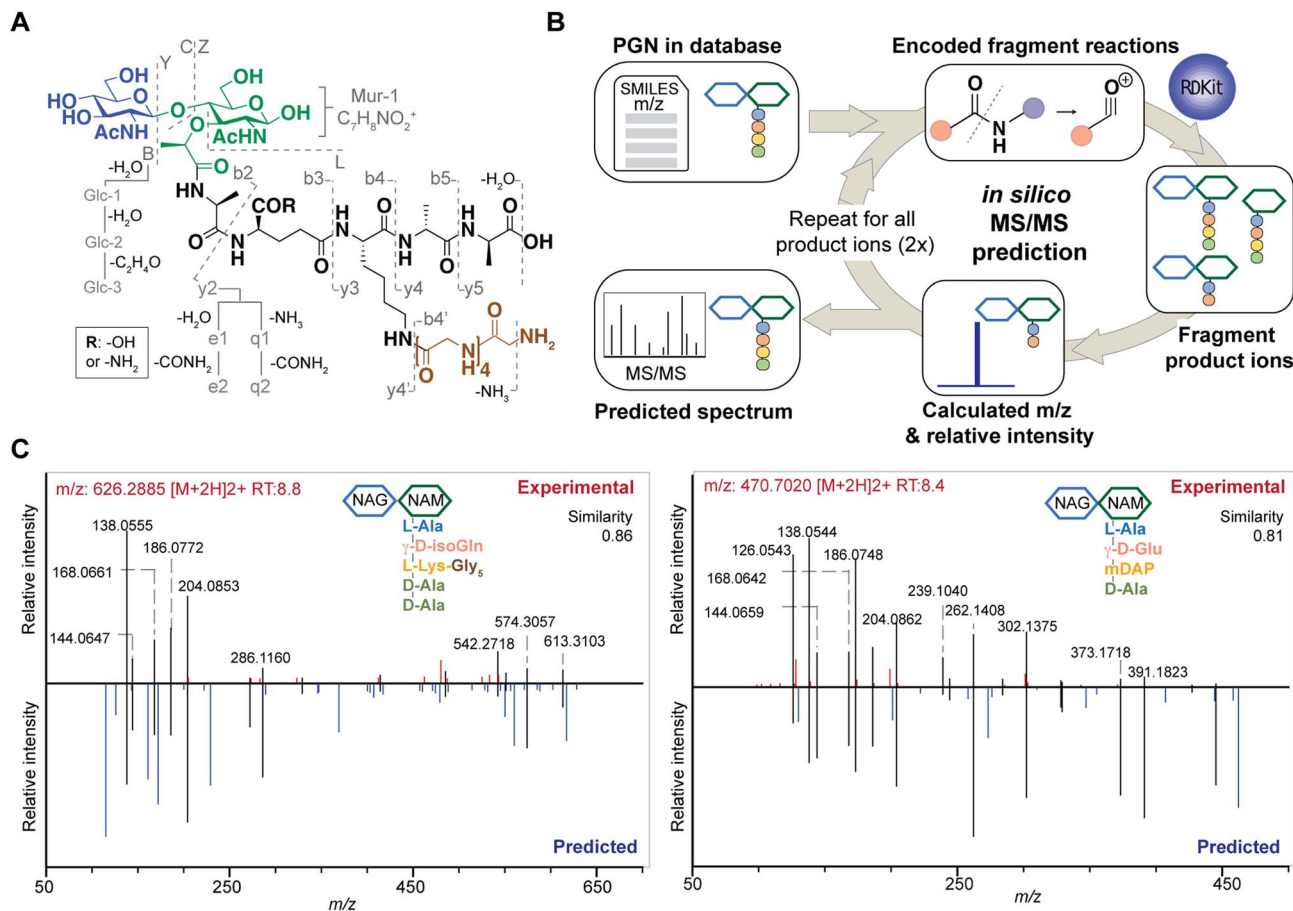 A
C Z
Y
OH
OH
HO
O
O
Mur-1
HO
O
OH
C₇H₈NO₂⁺
AcNH
O
AcNH
B
L
-H₂O
O
Glc-1
HN
b2
b3
b4
b5
-H₂O
-H₂O
COR
H
N
O
H
N
O
Glc-2
O
N
H
O
N
H
O
OH
-C₂H₄O
Glc-3
y2
y3
y4
y5
-H₂O
-NH₃
-b4'
O
e1
q1
HN
NH₂
R: -OH
or -NH₂
-CONH₂
-CONH₂
O
N
H
4
e2
q2
y4'
-NH₃
B
PGN in database
Encoded fragment reactions
SMILES
m/z
O
N
H
O
+
RDKit
in silico
MS/MS
prediction
Repeat for all
product ions (2x)
MS/MS
Fragment
product ions
Predicted spectrum
Calculated m/z
& relative intensity
C
m/z: 626.2885 [M+2H]2+ RT:8.8
Experimental
NAG
NAM
Similarity
0.86
138.0555
L-Ala
186.0772
γ-D-isoGln
168.0661
L-Lys-Gly₅
204.0853
D-Ala
D-Ala
574.3057
144.0647
542.2718
613.3103
286.1160
Relative intensity
Relative intensity
Predicted
50
250
450
650
m/z
m/z: 470.7020 [M+2H]2+ RT:8.4
Experimental
NAG
NAM
Similarity
0.81
138.0544
126.0543
L-Ala
186.0748
γ-D-Glu
168.0642
mDAP
239.1040
D-Ala
144.0659
204.0862
262.1408
302.1375
373.1718
391.1823
Relative intensity
Relative intensity
Predicted
250
450
m/z
50